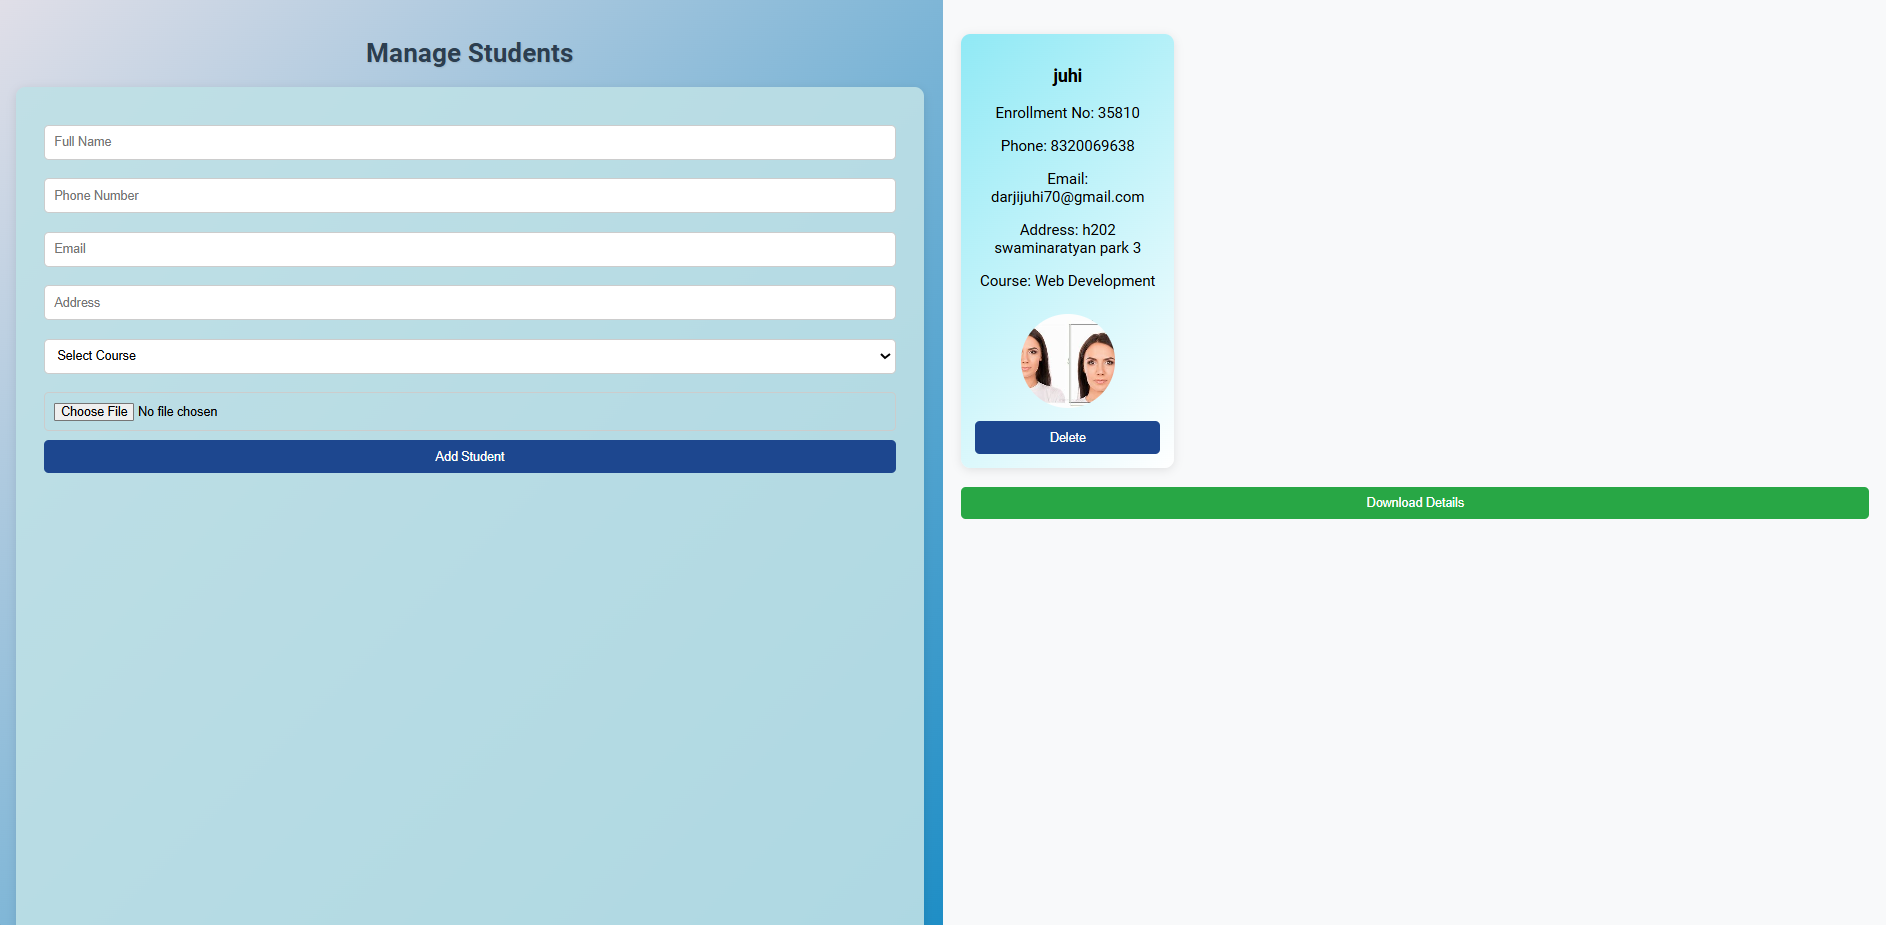 Manage Students
Full Name
Phone Number
Email
Address
Select Course
Choose File No file chosen
Add Student
juhi
Enrollment No: 35810
Phone: 8320069638
Email:
darjijuhi70@gmail.com
Address: h202
swaminaratyan park 3
Course: Web Development
Delete
Download Details